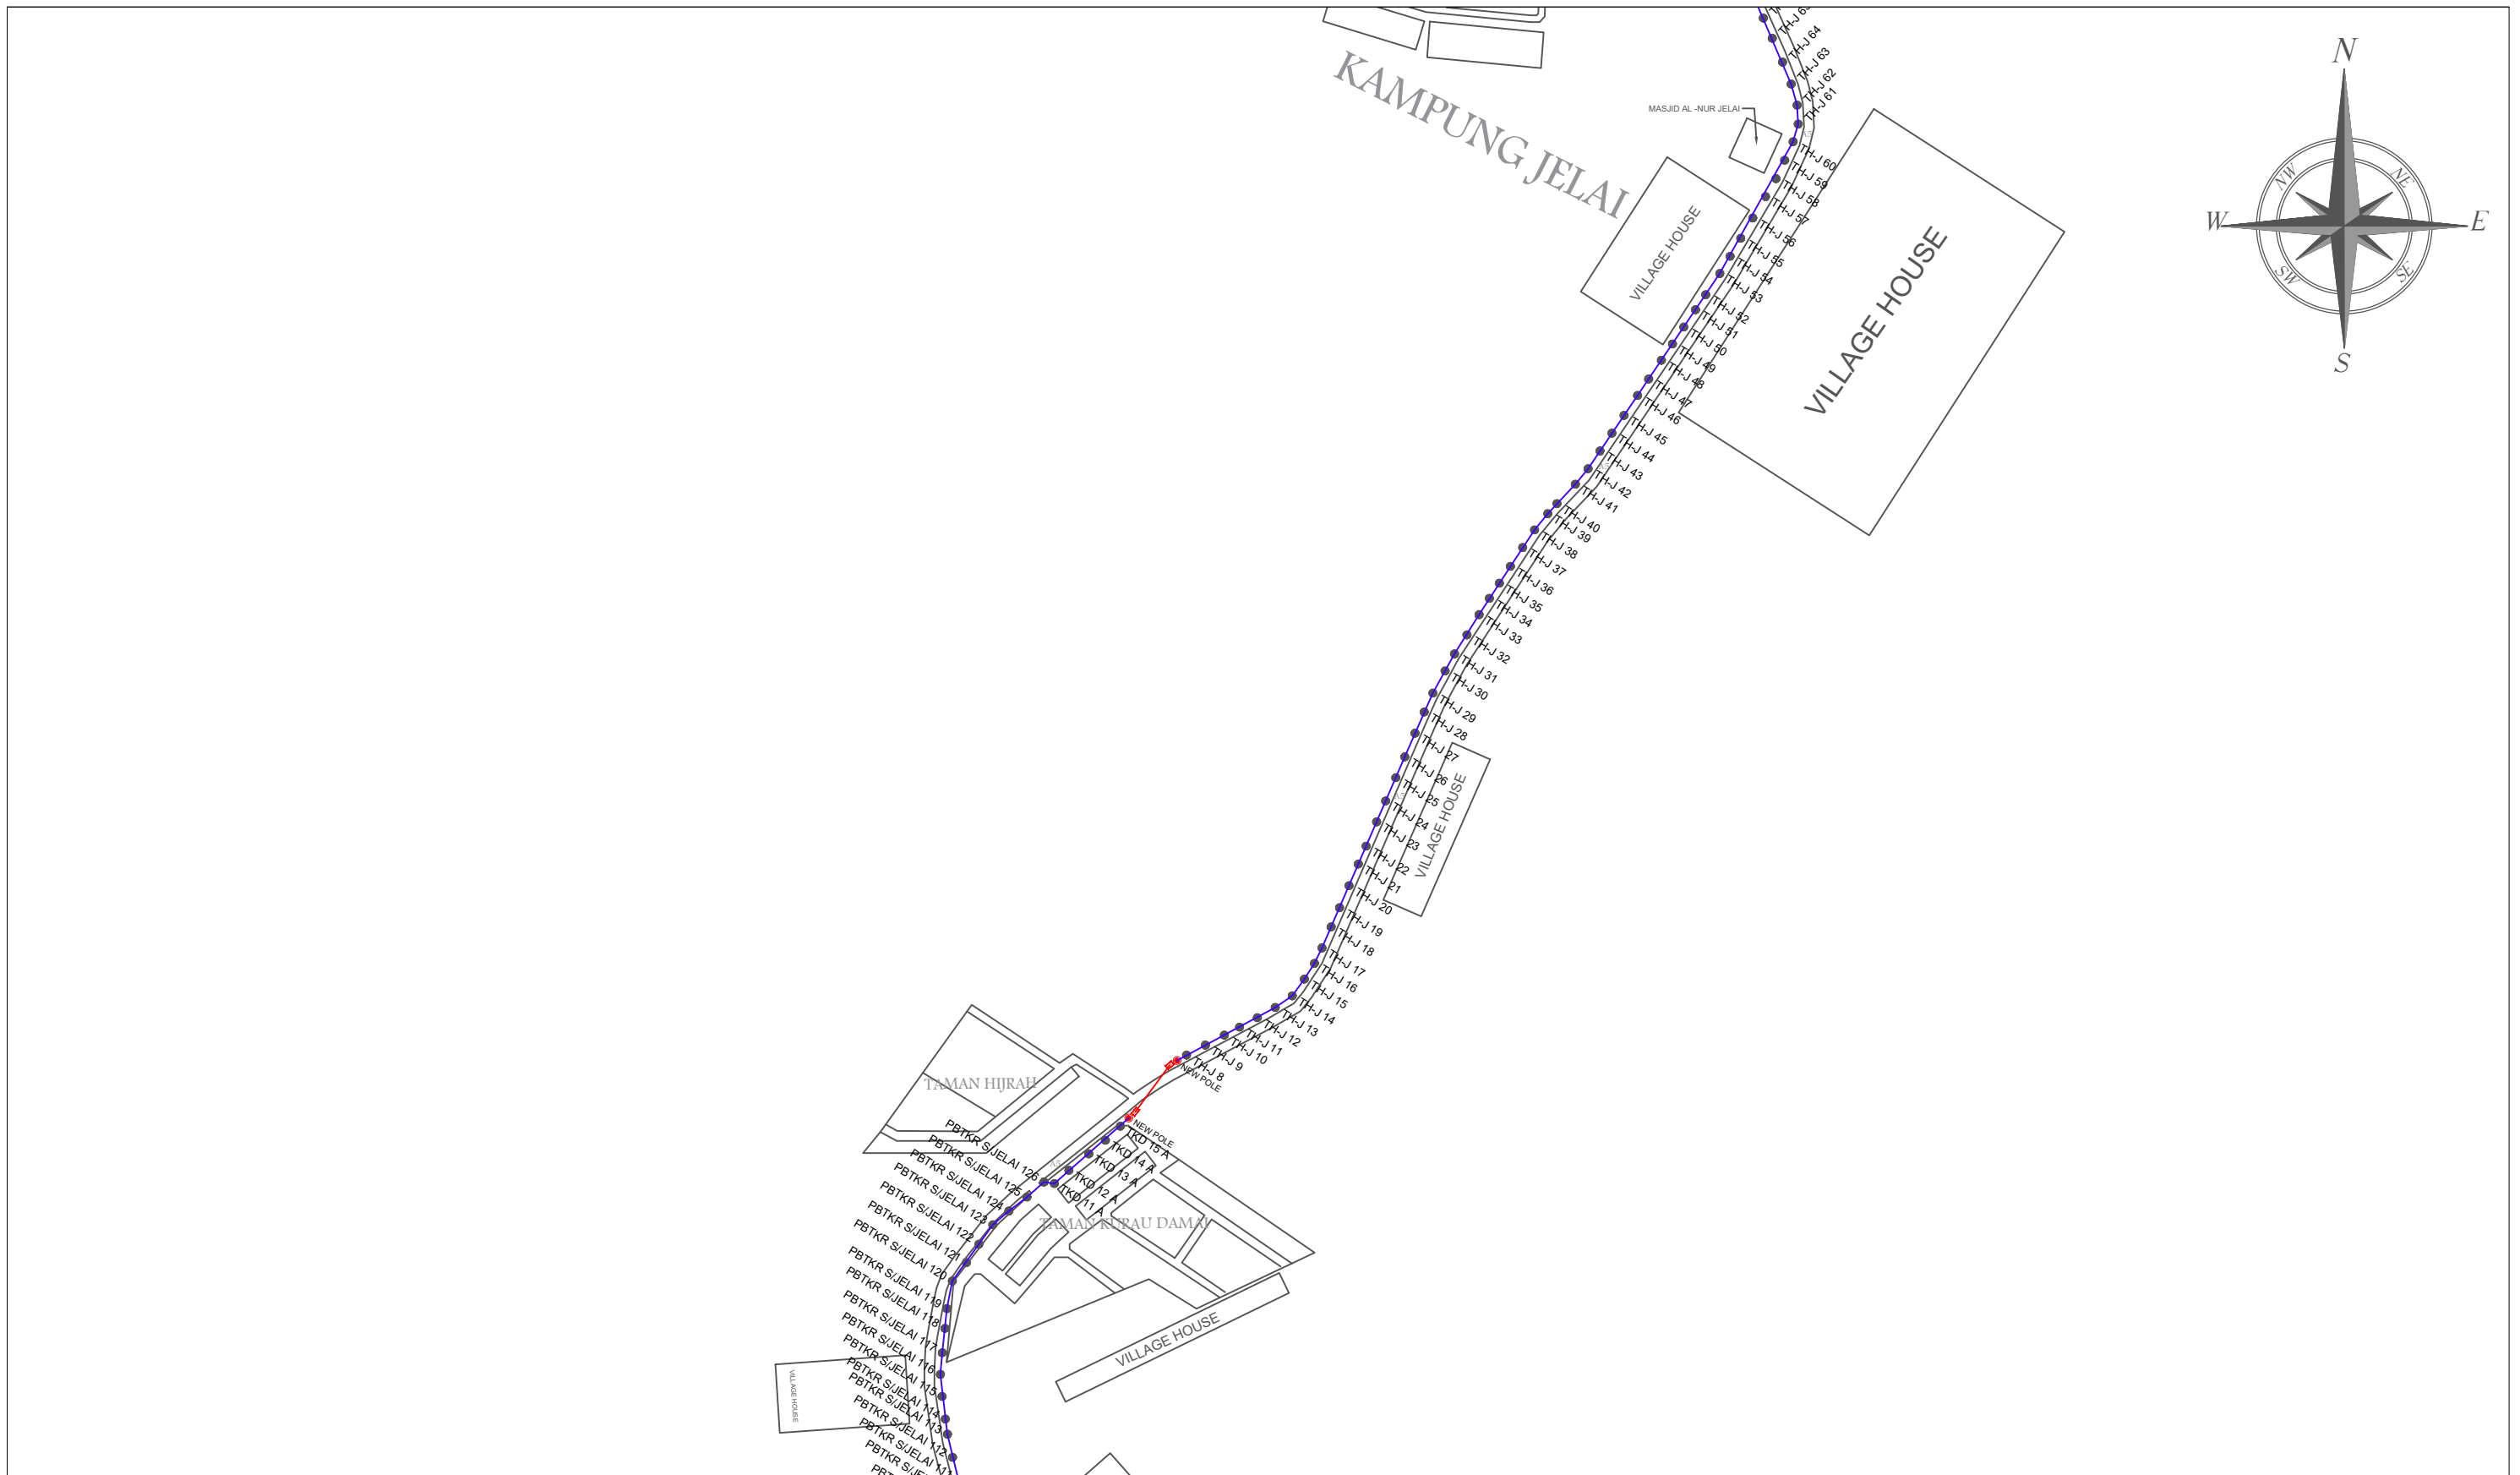 TH-J 64
TH-J 63
TH-J 62
TH-J 61
KAMPUNG JELAI
MASJID AL -NUR JELAI
N
NW
NE
W
E
SW
SE
S
VILLAGE HOUSE
VILLAGE HOUSE
TH-J 60
TH-J 59
TH-J 58
TH-J 57
TH-J 56
TH-J 55
TH-J 54
TH-J 53
TH-J 52
TH-J 51
TH-J 50
TH-J 49
TH-J 48
TH-J 47
TH-J 46
TH-J 45
TH-J 44
TH-J 43
A5
TH-J 42
TH-J 41
TH-J 40
TH-J 39
TH-J 38
TH-J 37
TH-J 36
TH-J 35
TH-J 34
TH-J 33
TH-J 32
TH-J 31
TH-J 30
TH-J 29
TH-J 28
TH-J 27
TH-J 26
TH-J 25
A5
TH-J 24
TH-J 23
TH-J 22
TH-J 21
TH-J 20
VILLAGE HOUSE
TH-J 19
TH-J 18
TH-J 17
TH-J 16
TH-J 15
TH-J 14
TH-J 13
TH-J 12
TH-J 11
TH-J 10
TH-J 9
TH-J 8
NEW POLE
TAMAN HIJRAH
NEW POLE
TKD 15 A
TKD 14 A
TKD 13 A
TKD 12 A
TKD 11 A
A5
TAMAN KURAU DAMAI
PBTKR S/JELAI 126
PBTKR S/JELAI 125
PBTKR S/JELAI 124
PBTKR S/JELAI 123
PBTKR S/JELAI 122
PBTKR S/JELAI 121
PBTKR S/JELAI 120
PBTKR S/JELAI 119
PBTKR S/JELAI 118
PBTKR S/JELAI 117
PBTKR S/JELAI 116
PBTKR S/JELAI 115
PBTKR S/JELAI 114
PBTKR S/JELAI 113
PBTKR S/JELAI 112
PBTKR S/JELAI 111
VILLAGE HOUSE
VILLAGE HOUSE